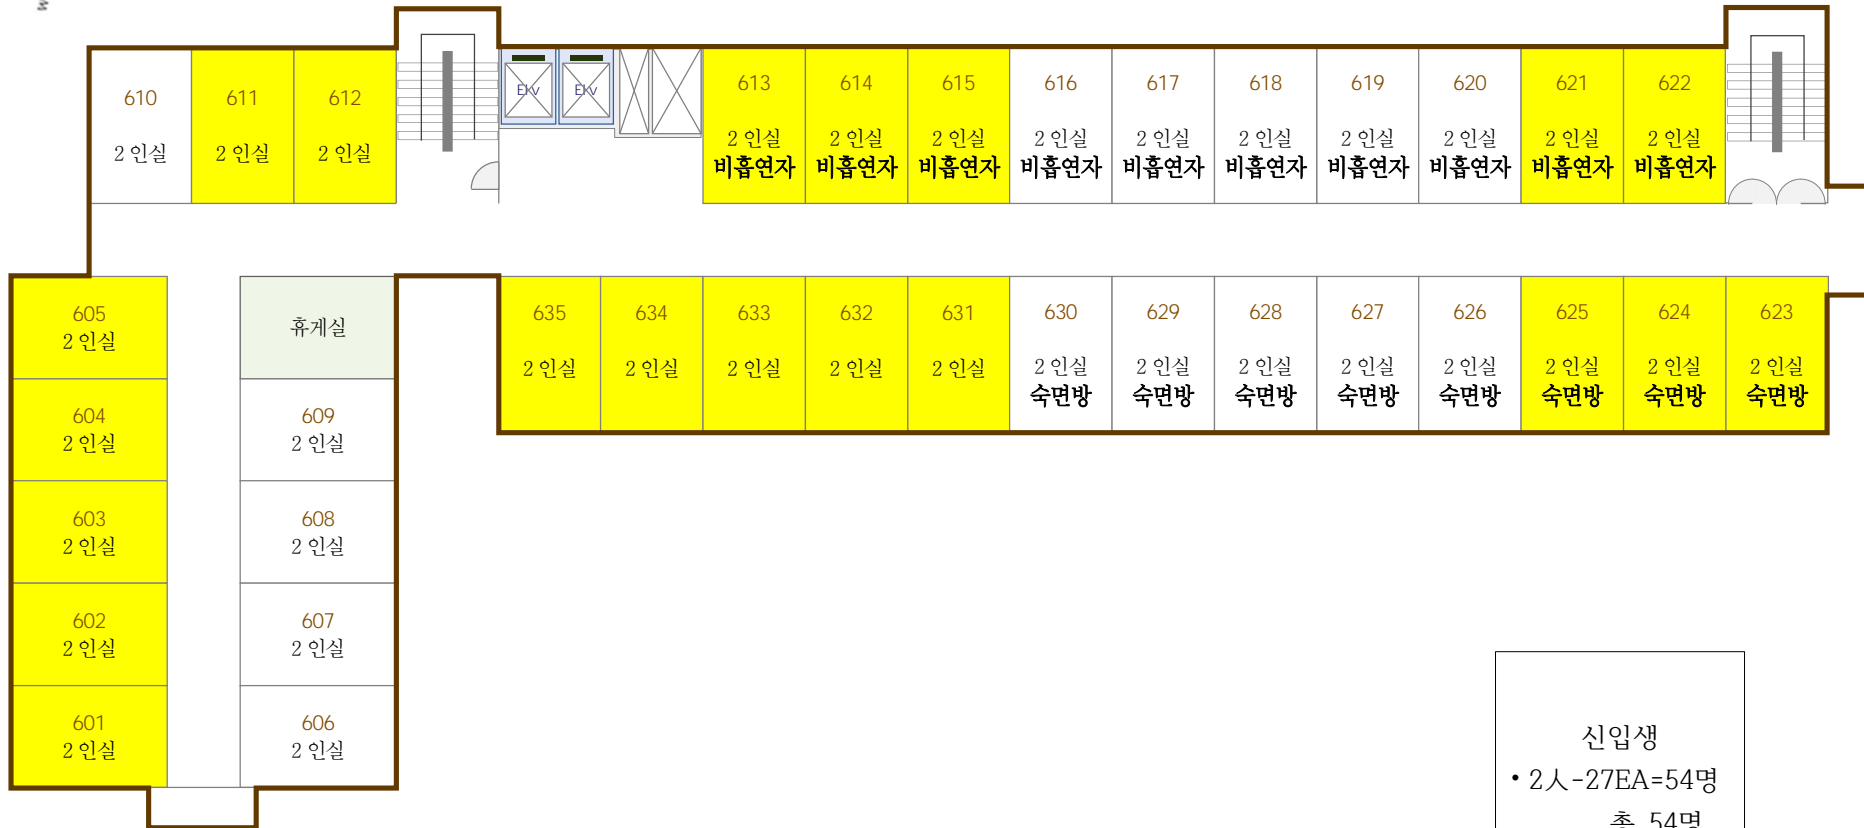 610
2 인실
611
2 인실
612
2 인실
613
2 인실
비흡연자
614
2 인실
비흡연자
615
2 인실
비흡연자
616
2 인실
비흡연자
617
2 인실
비흡연자
618
2 인실
비흡연자
619
2 인실
비흡연자
620
2 인실
비흡연자
621
2 인실
비흡연자
622
2 인실
비흡연자
605
2 인실
휴게실
635
2 인실
634
2 인실
633
2 인실
632
2 인실
631
2 인실
630
2 인실
숙면방
629
2 인실
숙면방
628
2 인실
숙면방
627
2 인실
숙면방
626
2 인실
숙면방
625
2 인실
숙면방
624
2 인실
숙면방
623
2 인실
숙면방
604
2 인실
609
2 인실
603
2 인실
608
2 인실
602
2 인실
607
2 인실
601
2 인실
606
2 인실
신입생
• 2人-27EA=54명
총 54명